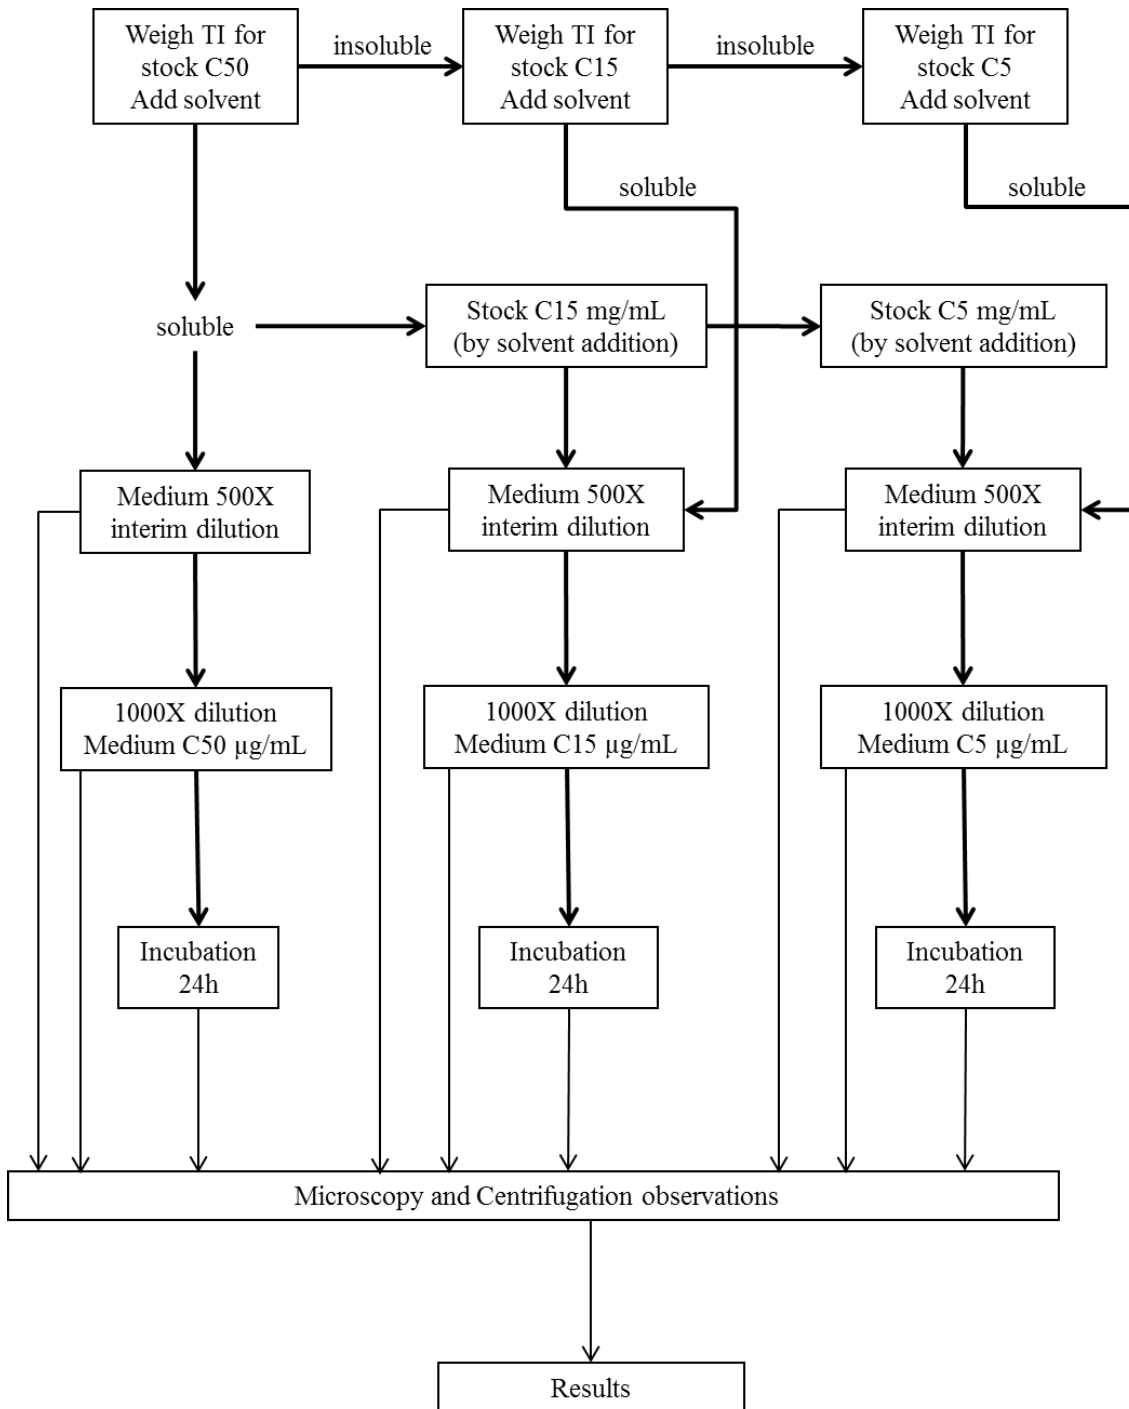 Weigh TI for
stock C50
Add solvent
insoluble
Weigh TI for
stock C15
Add solvent
insoluble
Weigh TI for
stock C5
Add solvent
soluble
soluble
soluble
Stock C15 mg/mL
(by solvent addition)
Stock C5 mg/mL
(by solvent addition)
Medium 500X
interim dilution
Medium 500X
interim dilution
Medium 500X
interim dilution
1000X dilution
Medium C50 µg/mL
1000X dilution
Medium C15 µg/mL
1000X dilution
Medium C5 µg/mL
Incubation
24h
Incubation
24h
Incubation
24h
Microscopy and Centrifugation observations
Results